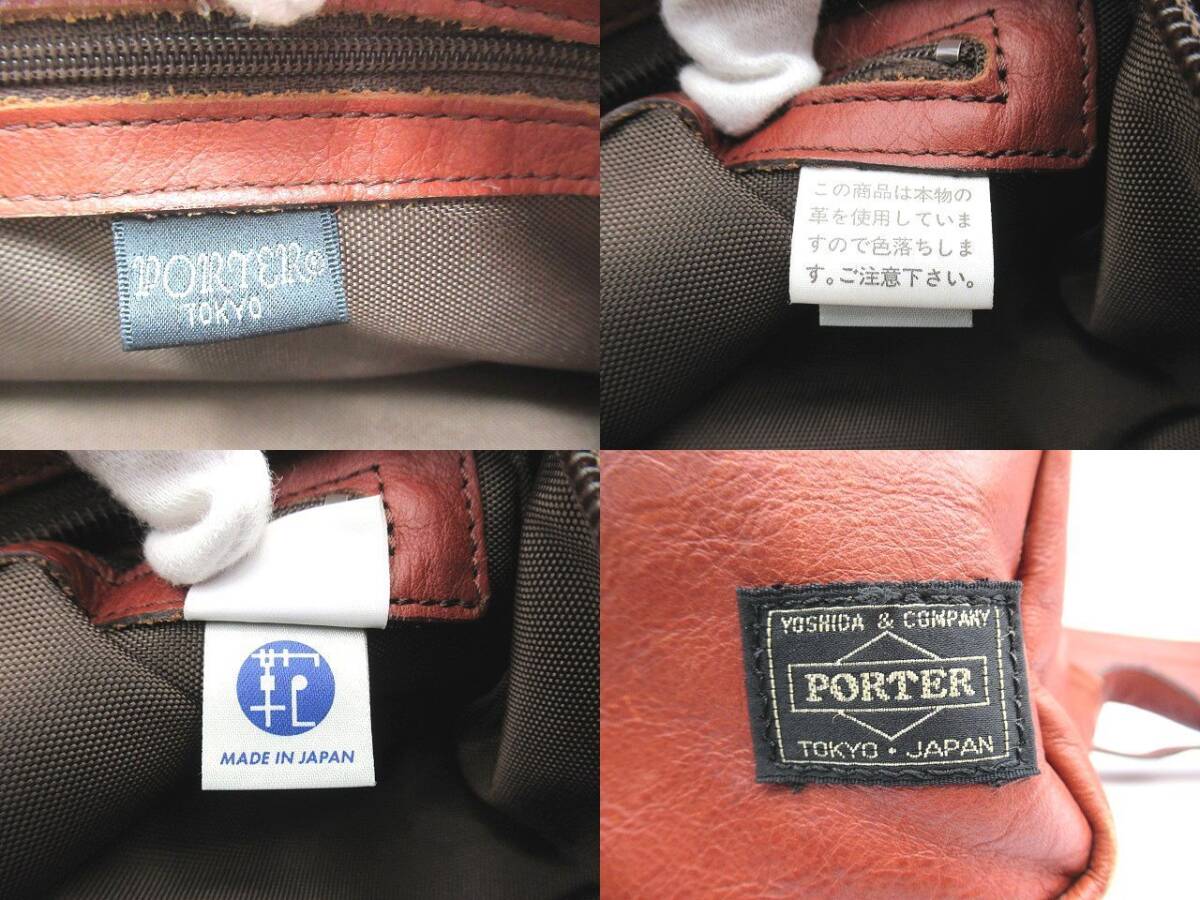 PORTER©
TOKYO
この商品は本物の
革を使用していま
すので色落ちしま
す。ご注意下さい。
MADE IN JAPAN
YOSHIDA & COMPANY
PORTER
TOKYO・JAPAN